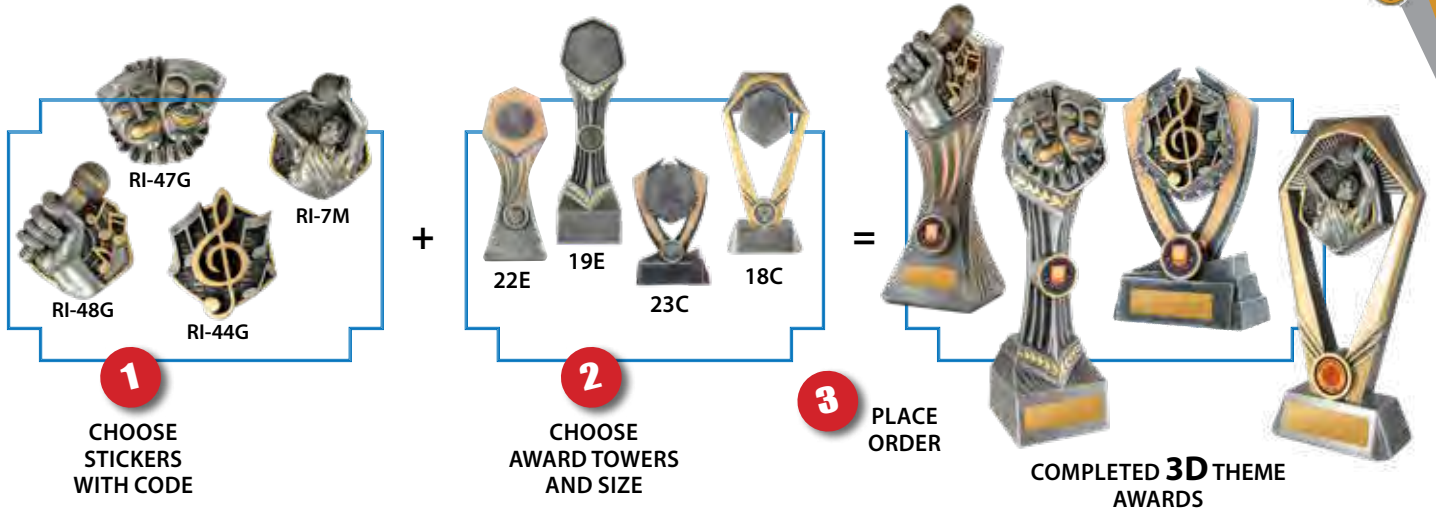 RI-47G
RI-7M
RI-48G
RI-44G
+
22E
19E
23C
18C
=
1
CHOOSE
STICKERS
WITH CODE
2
CHOOSE
AWARD TOWERS
AND SIZE
3
PLACE
ORDER
COMPLETED 3D THEME
AWARDS